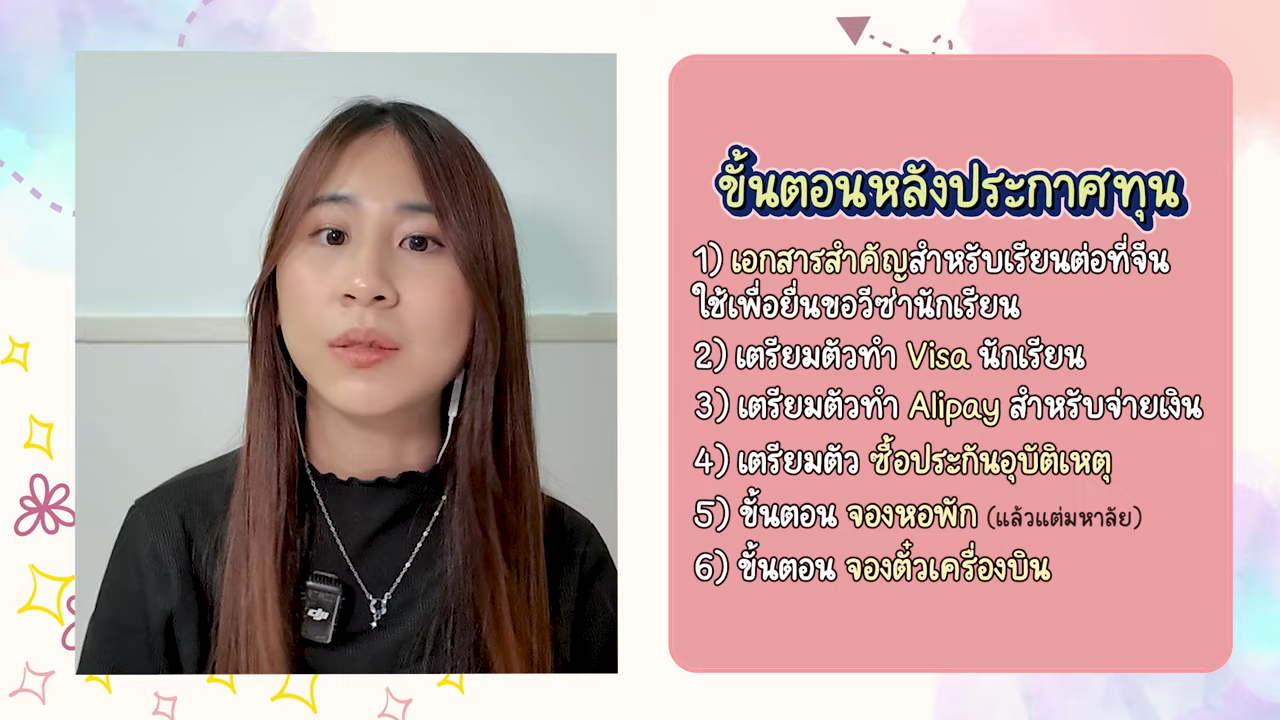 ขั้นตอนหลังประกาศทุน
1) เอกสารสำคัญสำหรับเรียนต่อที่จีน
ใช้เพื่อยื่นขอวีซ่านักเรียน
2) เตรียมตัวทำ Visa นักเรียน
3) เตรียมตัวทำ Alipay สำหรับจ่ายเงิน
4) เตรียมตัว ซื้อประกันอุบัติเหตุ
5) ขั้นตอน จองหอพัก (แล้วแต่มหาลัย)
6) ขั้นตอน จองตั๋วเครื่องบิน
dji